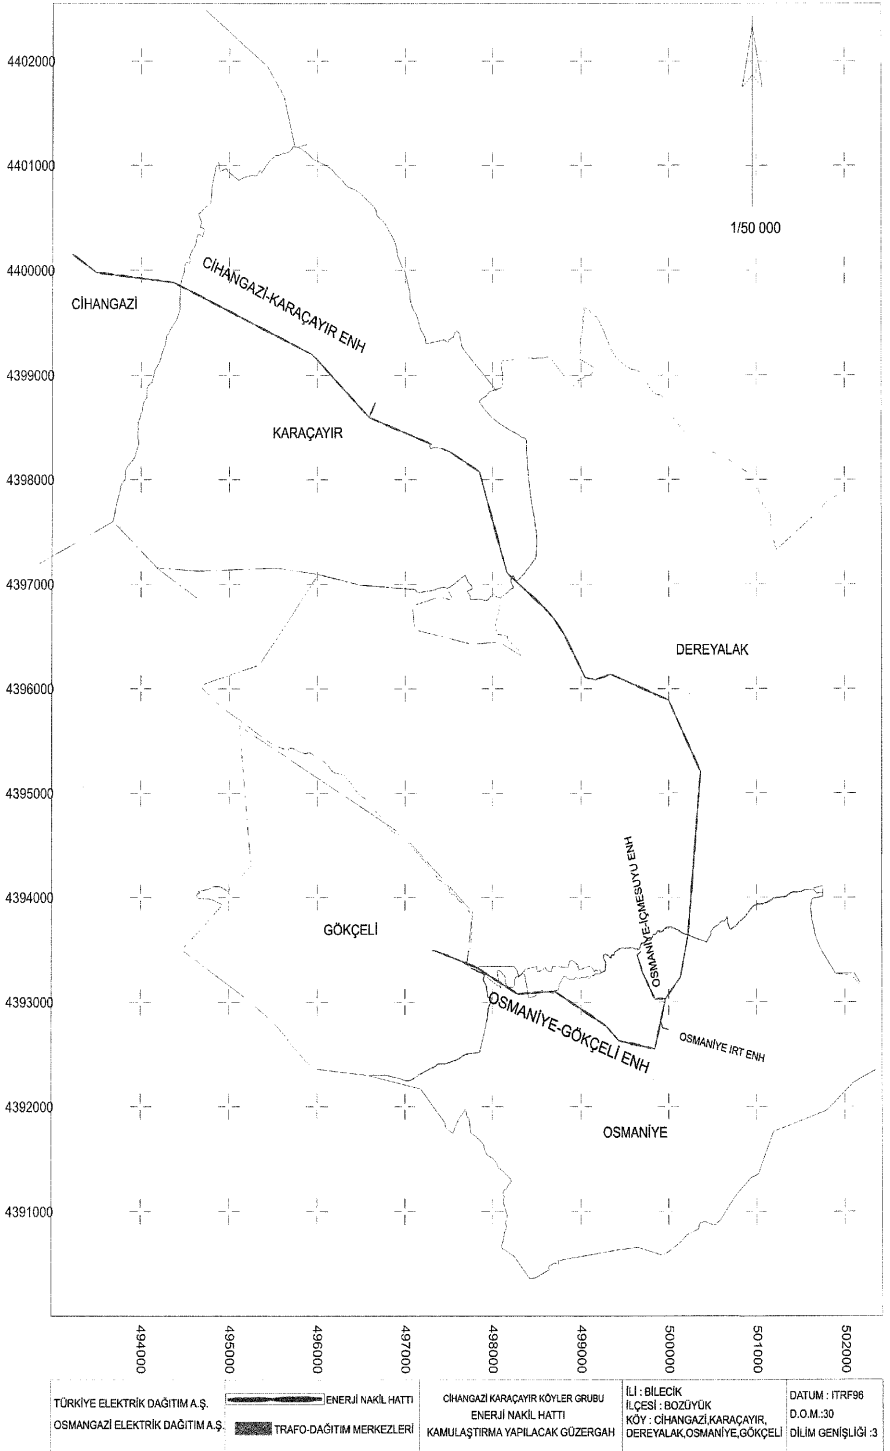 4402000
4401000
4400000
4399000
4398000
4397000
4396000
4395000
4394000
4393000
4392000
4391000
1/50 000
CİHANGAZİ
CİHANGAZİ-KARAÇAYIR ENH
KARAÇAYIR
DEREYALAK
OSMANİYE-İÇMESUYU ENH
GÖKÇELİ
OSMANİYE-GÖKÇELİ ENH
OSMANİYE IRT ENH
OSMANİYE
494000
495000
496000
497000
498000
499000
500000
501000
502000
TÜRKİYE ELEKTRİK DAĞITIM A.Ş.
OSMANGAZİ ELEKTRİK DAĞITIM A.Ş.
ENERJİ NAKİL HATTI
TRAFO-DAĞITIM MERKEZLERİ
CİHANGAZİ KARAÇAYIR KÖYLER GRUBU
ENERJİ NAKİL HATTI
KAMULAŞTIRMA YAPILACAK GÜZERGAH
İLİ : BİLECİK
İLÇESİ : BOZÜYÜK
KÖY : CİHANGAZİ,KARAÇAYIR,
DEREYALAK,OSMANİYE,GÖKÇELİ
DATUM : ITRF96
D.O.M.:30
DİLİM GENİŞLİĞİ :3